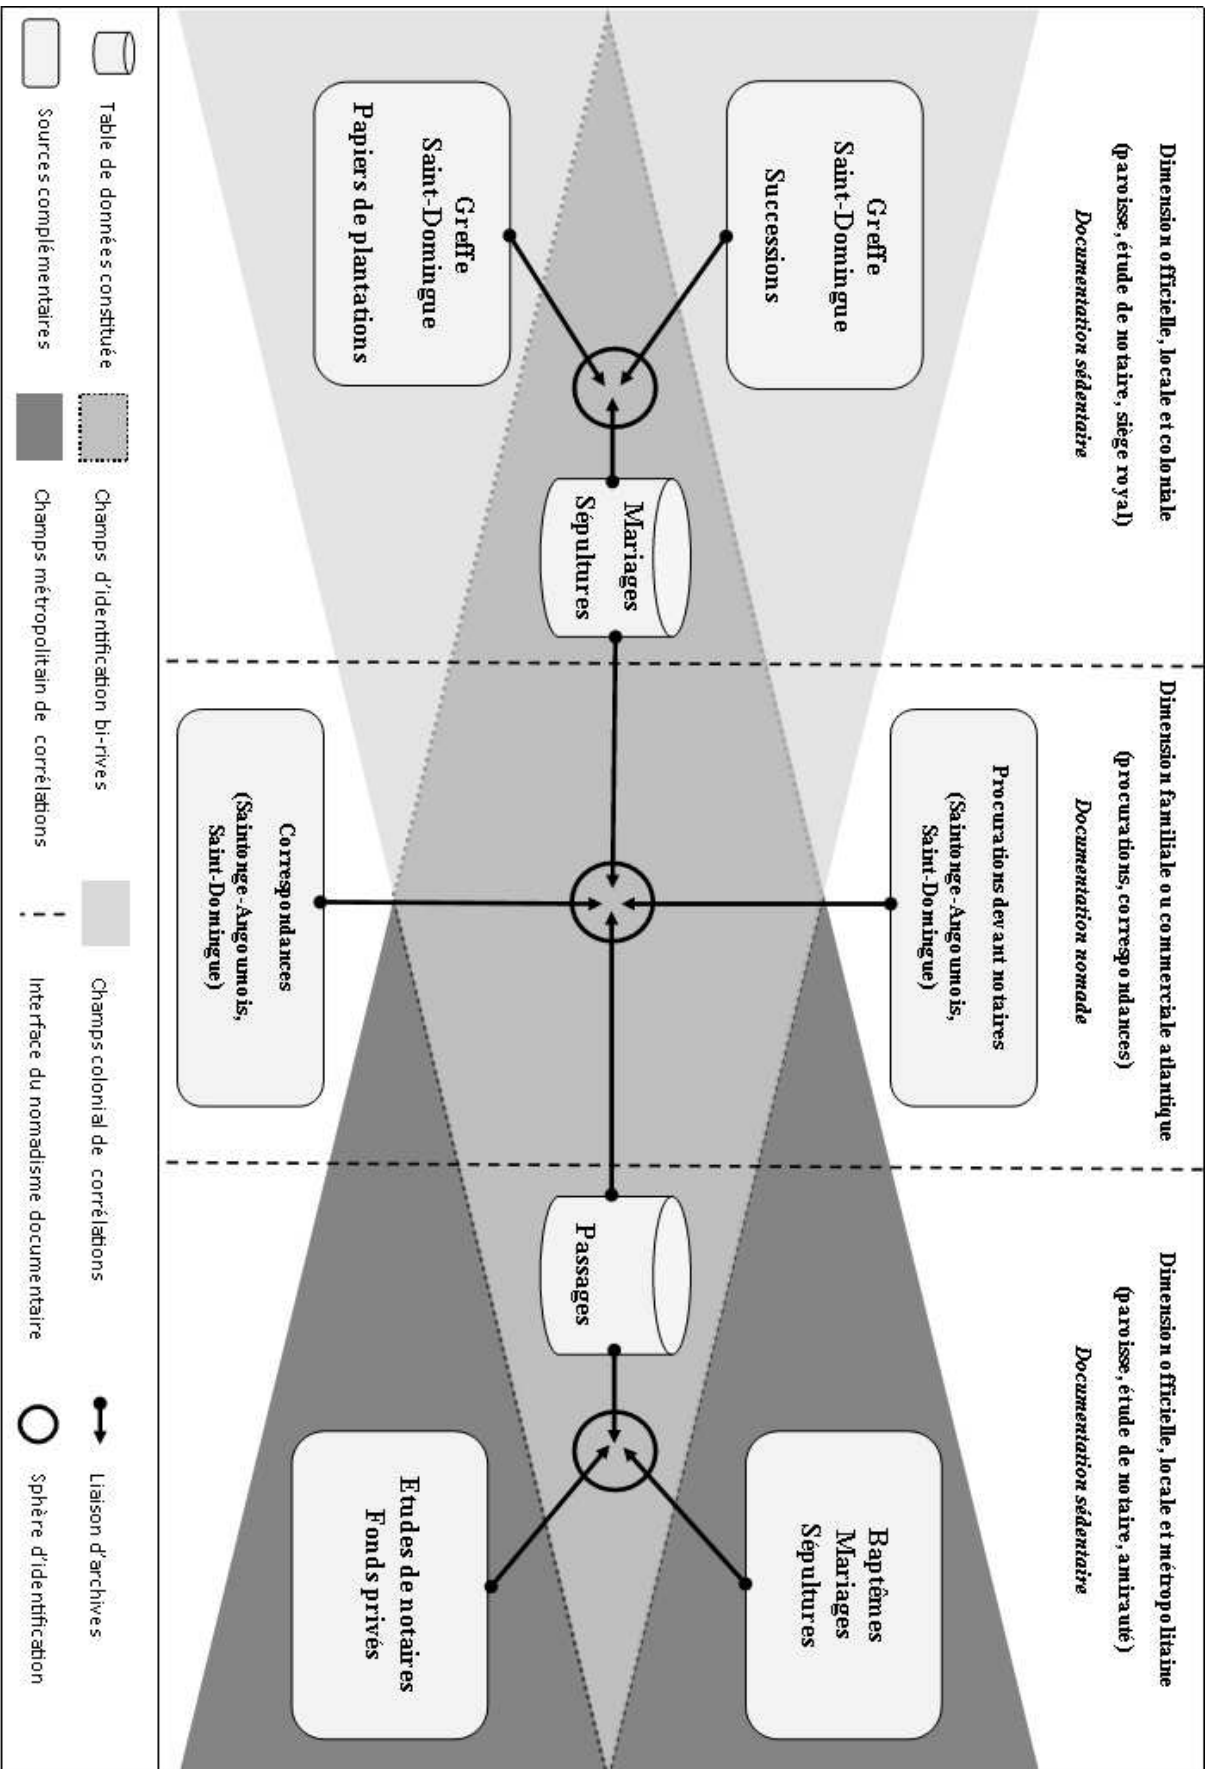 Dimension officielle, locale et coloniale
(paroisse, étude de notaire, siège royal)
Documentation sédentaire
Dimension familiale ou commerciale atlantique
(procurations, correspondances)
Documentation nomade
Dimension officielle, locale et métropolitaine
(paroisse, étude de notaire, amirauté)
Documentation sédentaire
Greffe
Saint-Domingue
Successions
Procurations devant notaires
(Saintonge-Angoumois,
Saint-Domingue)
Baptêmes
Mariages
Sépultures
Mariages
Sépultures
Passages
Greffe
Saint-Domingue
Papiers de plantations
Correspondances
(Saintonge-Angoumois,
Saint-Domingue)
Etudes de notaires
Fonds privés
Table de données constituée
Champs d'identification bi-rives
Champs colonial de corrélations
Liaison d'archives
Sources complémentaires
Champs métropolitain de corrélations
Interface du nomadisme documentaire
Sphère d'identification